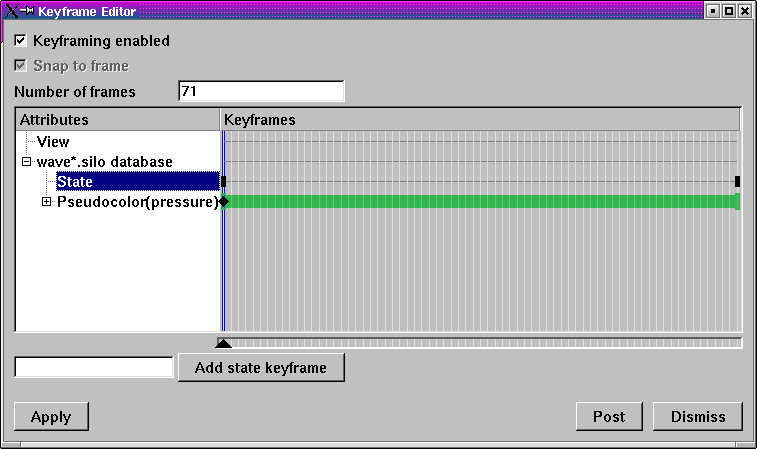 Keyframe Editor
Keyframing enabled
Snap to frame
Number of frames 71
Attributes Keyframes
View
wave*.silo database
State
Pseudocolor(pressure)
Add state keyframe
Apply Post Dismiss